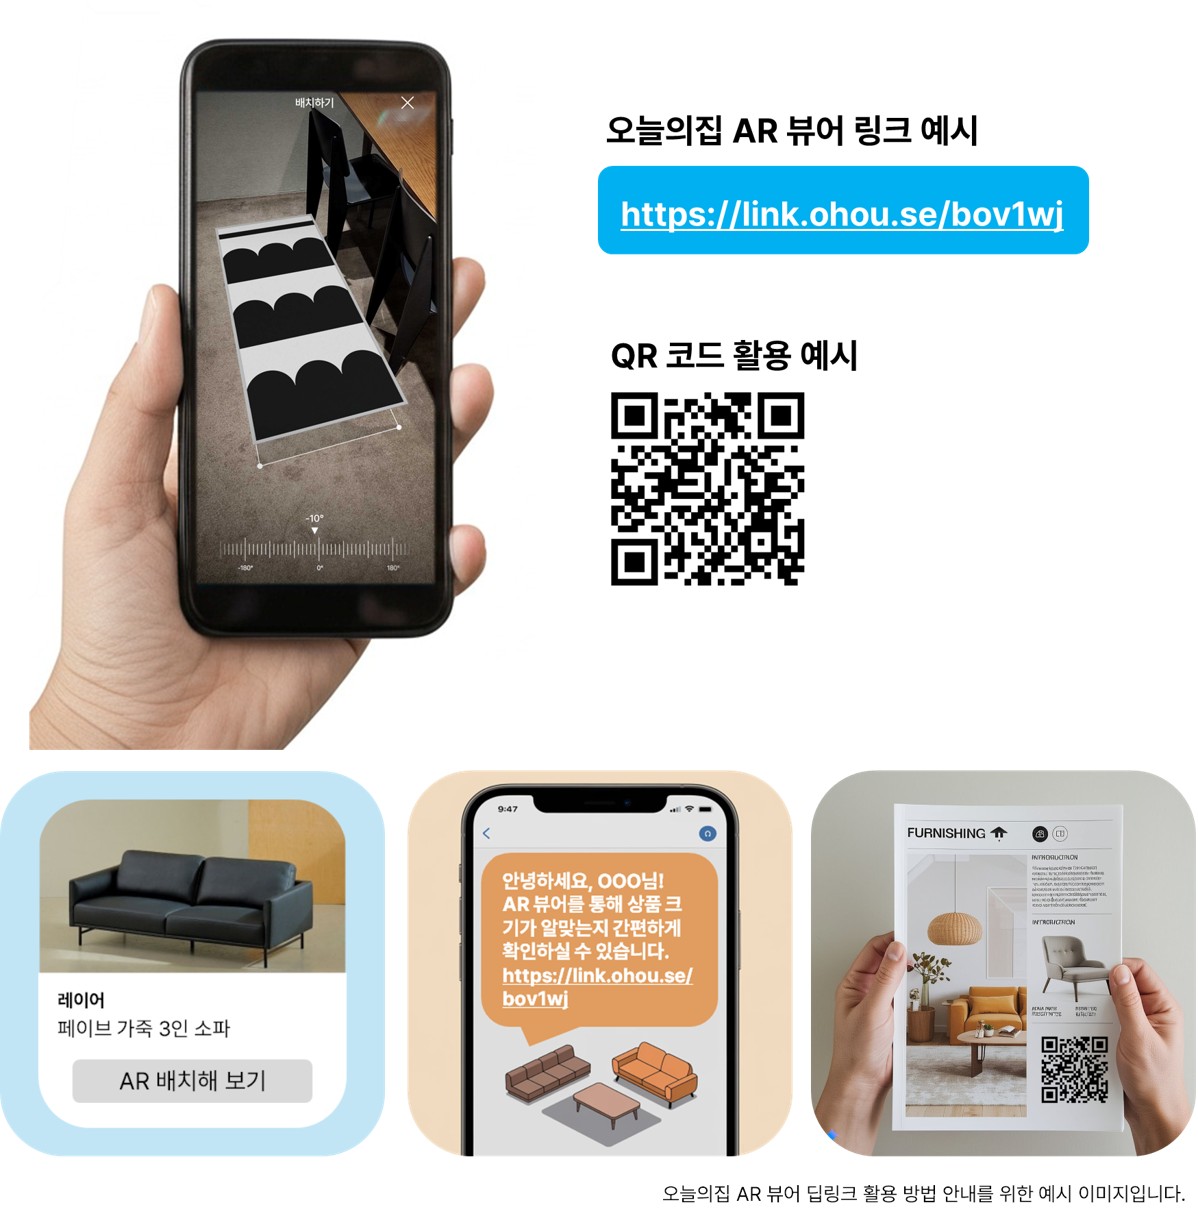 배치하기
-10°
-180°
0°
180°
오늘의집 AR 뷰어 링크 예시
https://link.ohou.se/bov1wj
QR 코드 활용 예시
레이어
페이브 가죽 3인 소파
AR 배치해 보기
9:47
안녕하세요, OOO님!
AR 뷰어를 통해 상품 크
기가 알맞는지 간편하게
확인하실 수 있습니다.
https://link.ohou.se/
bov1wj
FURNISHING
오늘의집 AR 뷰어 딥링크 활용 방법 안내를 위한 예시 이미지입니다.